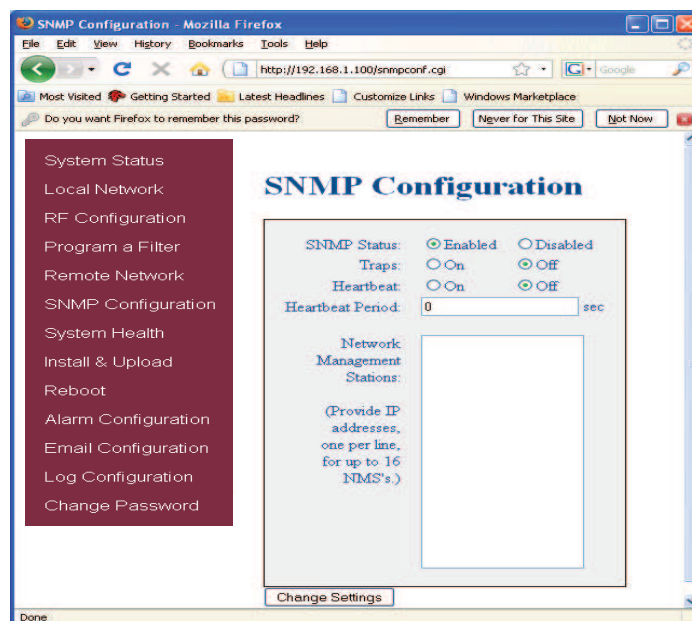 SNMP Configuration - Mozilla Firefox
File Edit View History Bookmarks Tools Help
http://192.168.1.100/snmpconf.cgi
G Google
Most Visited Getting Started Latest Headlines Customize Links Windows Marketplace
Do you want Firefox to remember this password? Remember Never for This Site Not Now
System Status
Local Network
RF Configuration
Program a Filter
Remote Network
SNMP Configuration
System Health
Install & Upload
Reboot
Alarm Configuration
Email Configuration
Log Configuration
Change Password
SNMP Configuration
SNMP Status: Enabled Disabled
Traps: On Off
Heartbeat: On Off
Heartbeat Period: 0 sec
Network
Management
Stations:
(Provide IP
addresses,
one per line,
for up to 16
NMS's.)
Change Settings
Done